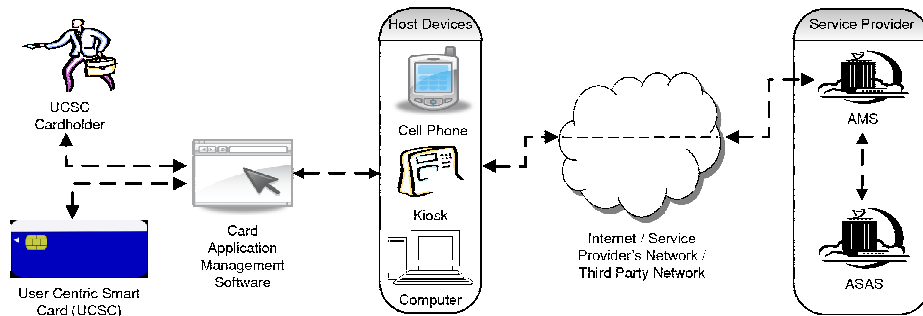 Host Devices
Service Provider
UCSC
Cardholder
Cell Phone
AMS
Kiosk
Card
Application
Management
Software
Internet / Service
Provider's Network /
Third Party Network
User Centric Smart
Card (UCSC)
Computer
ASAS